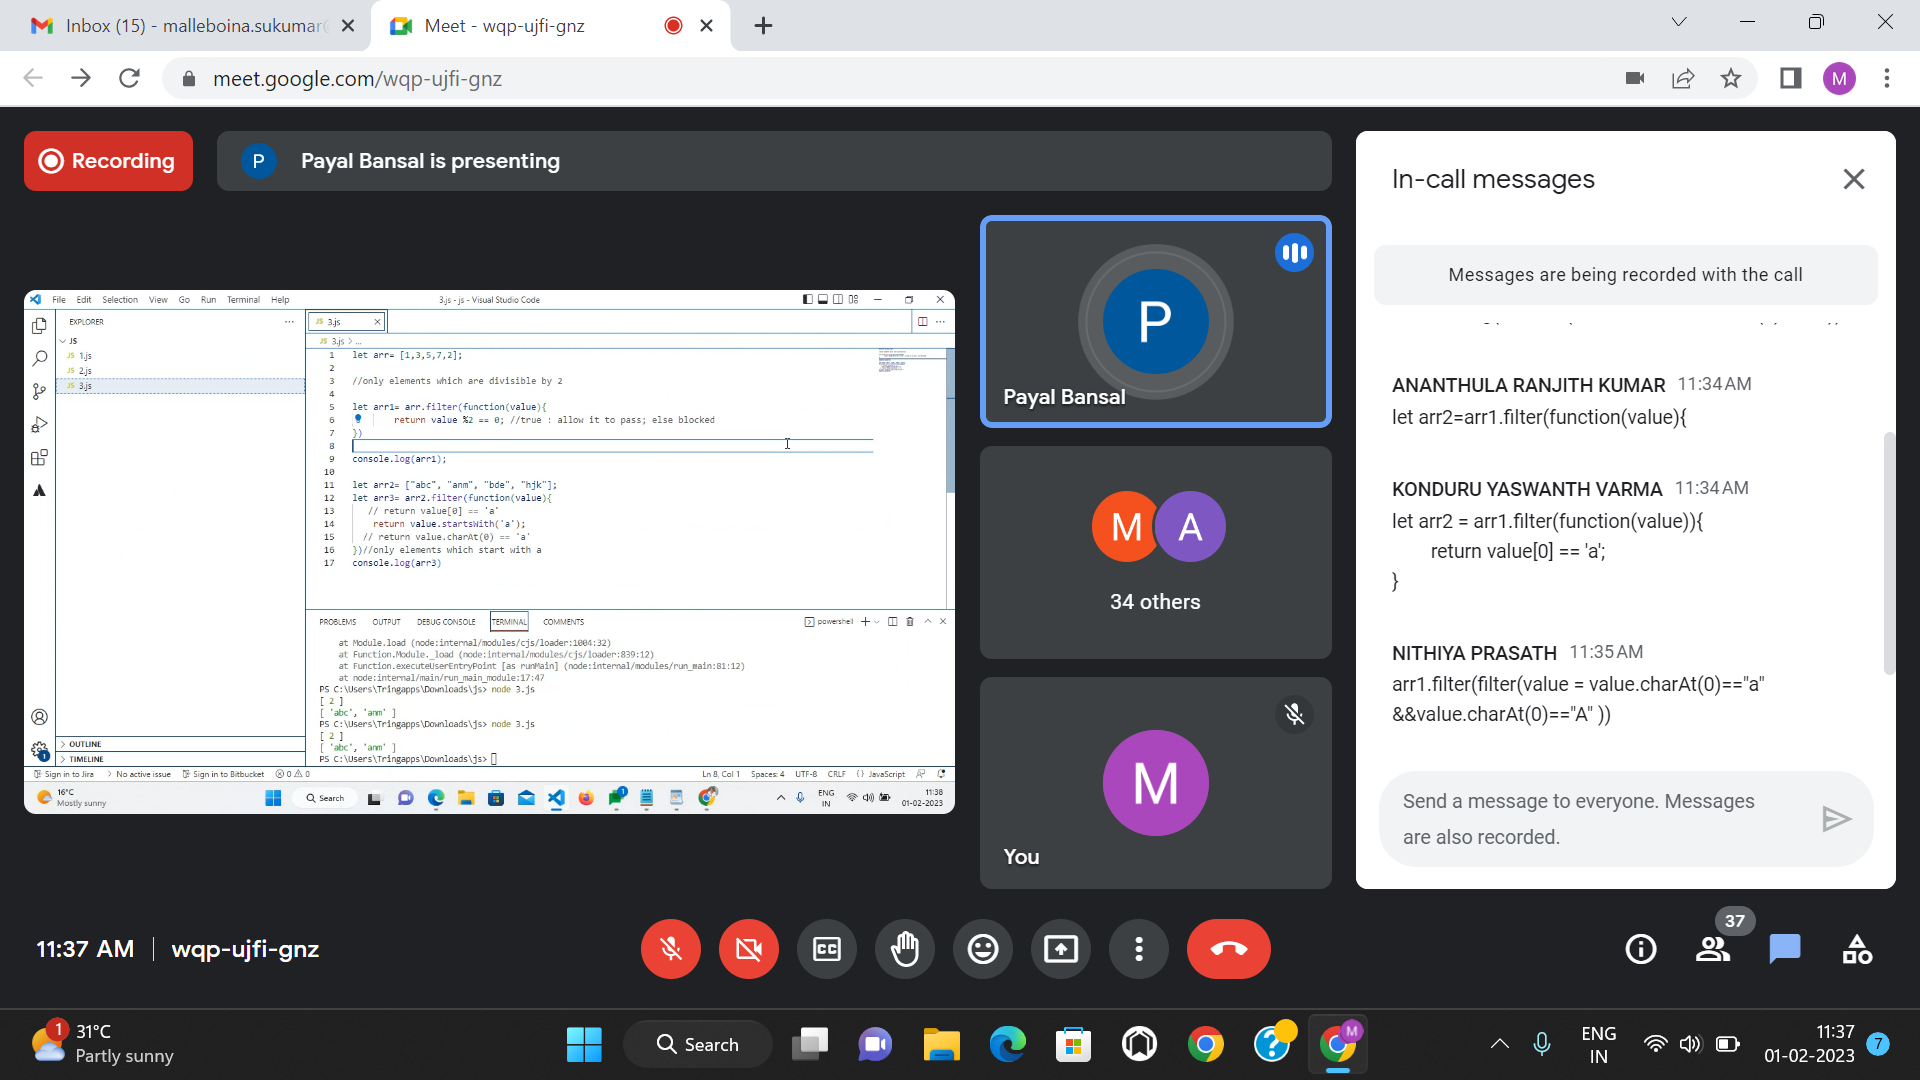 Inbox (15) - malleboina.sukumar
Meet - wqp-ujfi-gnz
meet.google.com/wqp-ujfi-gnz
M
Recording
P
Payal Bansal is presenting
File Edit Selection View Go Run Terminal Help
3.js - js - Visual Studio Code
EXPLORER
JS
JS 1.js
JS 2.js
JS 3.js
OUTLINE
TIMELINE
JS 3.js
JS 3.js > ...
1 let arr= [1,3,5,7,2];
2
3 //only elements which are divisible by 2
4
5 let arr1= arr.filter(function(value){
6 return value %2 == 0; //true : allow it to pass; else blocked
7 })
8
9 console.log(arr1);
10
11 let arr2= ["abc", "anm", "bde", "hjk"];
12 let arr3= arr2.filter(function(value){
13 // return value[0] == 'a'
14 return value.startsWith('a');
15 // return value.charAt(0) == 'a'
16 })//only elements which start with a
17 console.log(arr3)
PROBLEMS OUTPUT DEBUG CONSOLE TERMINAL COMMENTS
powershell
at Module.load (node:internal/modules/cjs/loader:1004:32)
at Function.Module._load (node:internal/modules/cjs/loader:839:12)
at Function.executeUserEntryPoint [as runMain] (node:internal/modules/run_main:81:12)
at node:internal/main/run_main_module:17:47
PS C:\Users\Tringapps\Downloads\js> node 3.js
[ 2 ]
[ 'abc', 'anm' ]
PS C:\Users\Tringapps\Downloads\js> node 3.js
[ 2 ]
[ 'abc', 'anm' ]
PS C:\Users\Tringapps\Downloads\js>
Sign in to Jira No active issue Sign in to Bitbucket 0 0
Ln 8, Col 1 Spaces: 4 UTF-8 CRLF {} JavaScript
16°C
Mostly sunny
Search
1
ENG
IN
11:38
01-02-2023
P
Payal Bansal
M A
34 others
M
You
In-call messages
Messages are being recorded with the call
ANANTHULA RANJITH KUMAR 11:34 AM
let arr2=arr1.filter(function(value){
KONDURU YASWANTH VARMA 11:34 AM
let arr2 = arr1.filter(function(value)){
return value[0] == 'a';
}
NITHIYA PRASATH 11:35 AM
arr1.filter(filter(value = value.charAt(0)=="a"
&&value.charAt(0)=="A" ))
Send a message to everyone. Messages
are also recorded.
11:37 AM | wqp-ujfi-gnz
CC
37
1
31°C
Partly sunny
Search
M
ENG
IN
11:37
01-02-2023
7